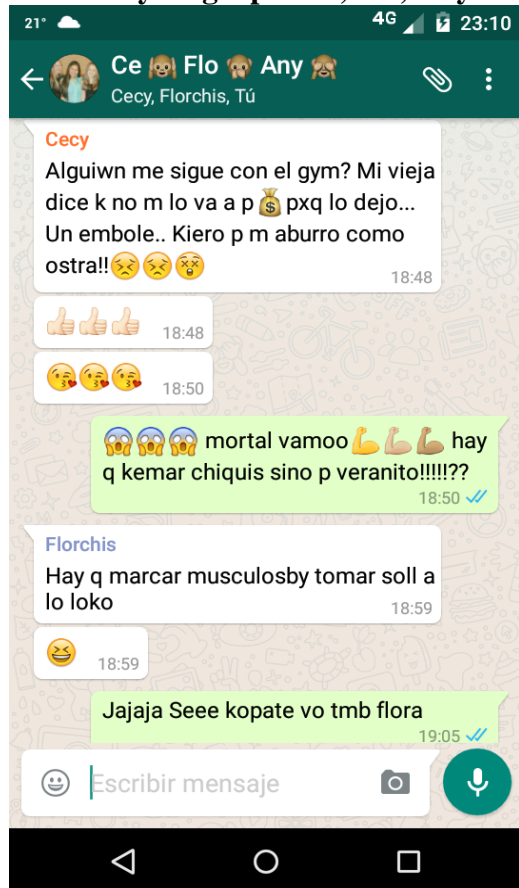 21° 4G 23:10
Ce 🙉 Flo 🙊 Any 🙈
Cecy, Florchis, Tú
Cecy
Alguiwn me sigue con el gym? Mi vieja
dice k no m lo va a p💰 pxq lo dejo...
Un embole.. Kiero p m aburro como
ostra!!😣😣😵
18:48
👍🏻👍🏻👍🏻 18:48
😘😘😘 18:50
😱😱😱 mortal vamoo💪💪🏼💪🏽 hay
q kemar chiquis sino p veranito!!!!!??
18:50
Florchis
Hay q marcar musculosby tomar soll a
lo loko
18:59
😆 18:59
Jajaja Seee kopate vo tmb flora
19:05
Escribir mensaje